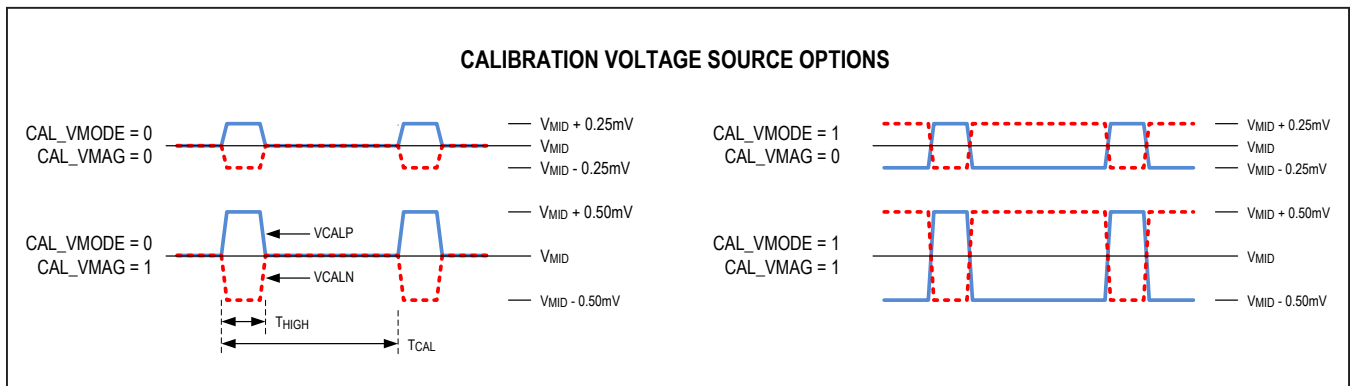 CALIBRATION VOLTAGE SOURCE OPTIONS
CAL_VMODE = 0
CAL_VMAG = 0
VMID + 0.25mV
VMID
VMID - 0.25mV
CAL_VMODE = 0
CAL_VMAG = 1
VCALP
VCALN
VMID + 0.50mV
VMID
VMID - 0.50mV
THIGH
TCAL
CAL_VMODE = 1
CAL_VMAG = 0
VMID + 0.25mV
VMID
VMID - 0.25mV
CAL_VMODE = 1
CAL_VMAG = 1
VMID + 0.50mV
VMID
VMID - 0.50mV